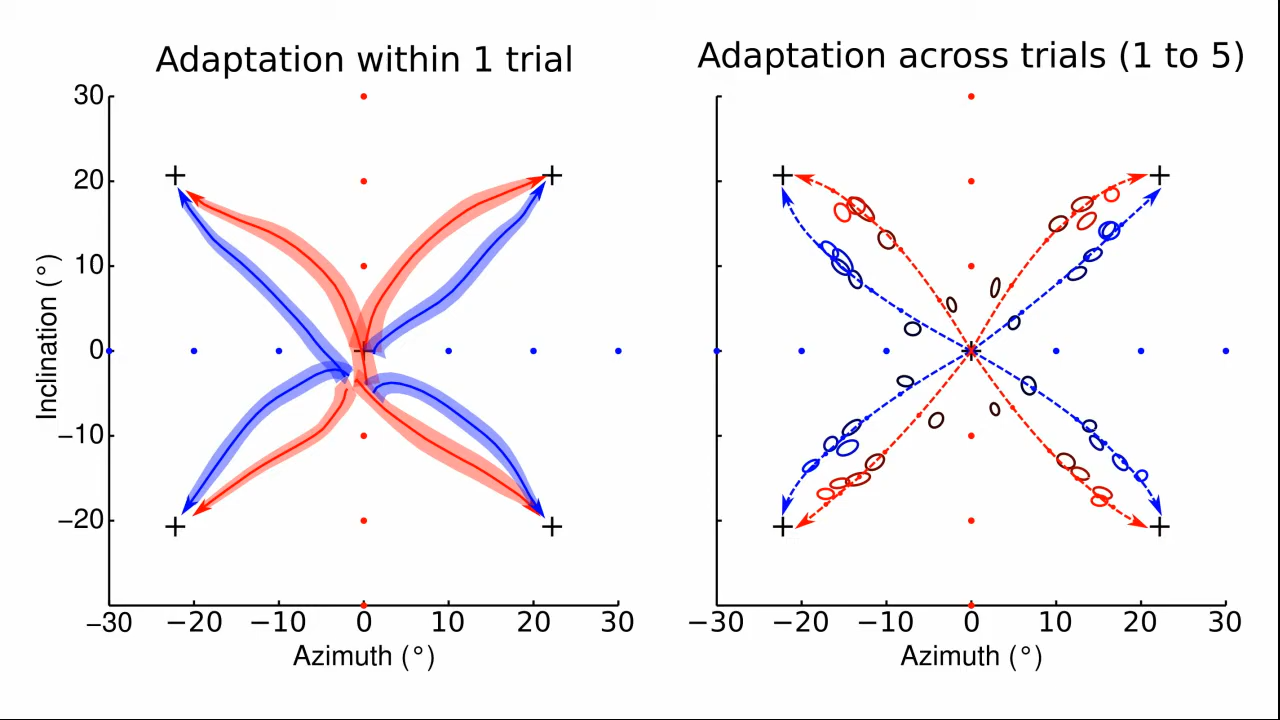 Adaptation within 1 trial
Adaptation across trials (1 to 5)
30
20
10
0
−10
−20
Inclination (°)
−30 −20 −10 0 10 20 30
Azimuth (°)
−30 −20 −10 0 10 20 30
Azimuth (°)